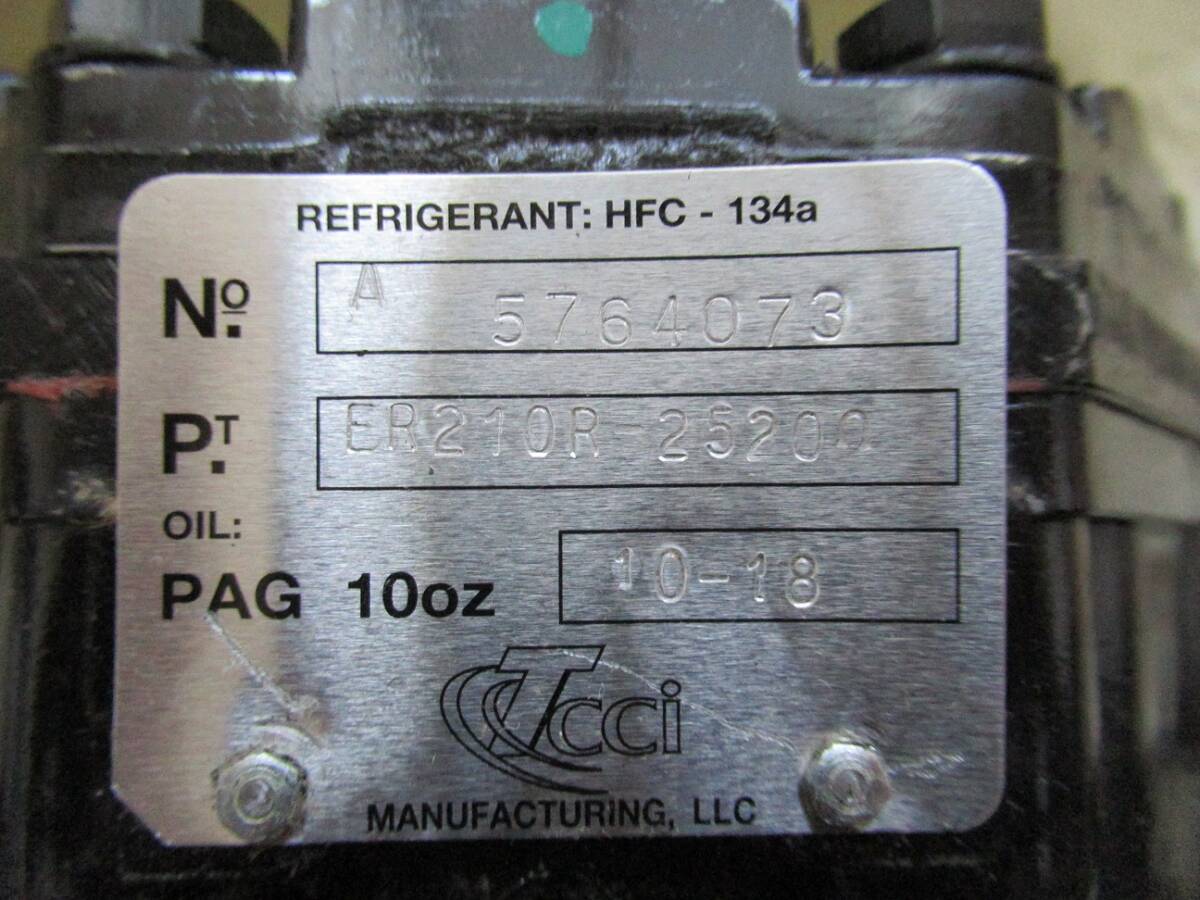 REFRIGERANT: HFC - 134a
No. A 5764073
PT. ER210R-25200
OIL:
PAG 10oz 10-18
Tcci
MANUFACTURING, LLC